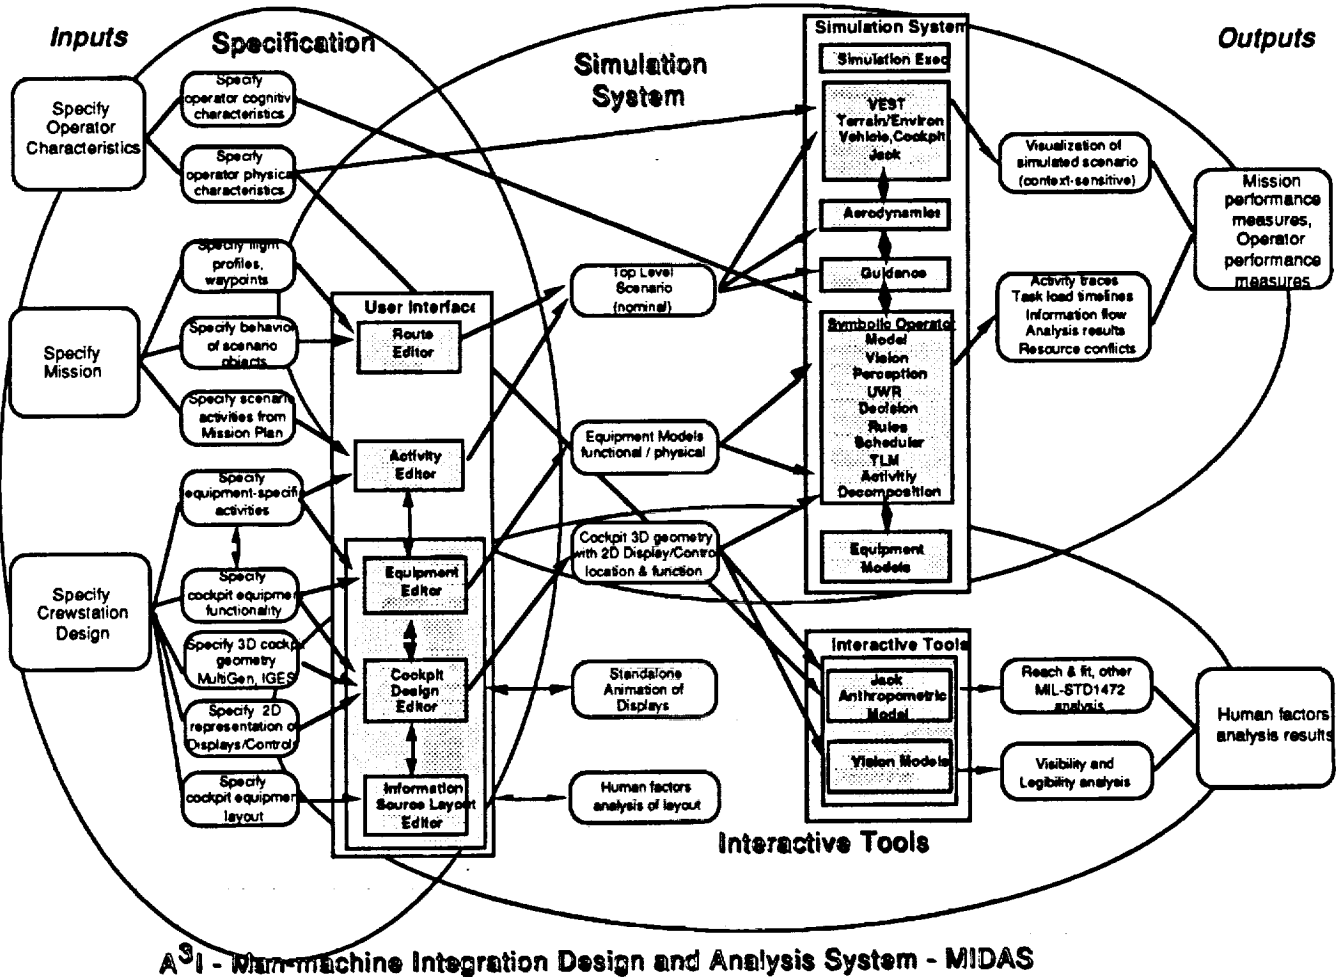 Inputs
Specification
Simulation
System
Outputs
Specify
Operator
Characteristics
Specify
Mission
Specify
Crewstation
Design
Specify
operator cognitiv
characteristics
Specify
operator physica
characteristics
Specify flight
profiles,
waypoints
Specify behavior
of scenario
objects
Specify scenari
activities from
Mission Plan
Specify
equipment-specifi
activities
Specify
cockpit equipmen
functionality
Specify 3D cockp
geometry
MultiGen, IGES
Specify 2D
representation o
Displays/Control
Specify
cockpit equipmen
layout
User Interface
Route
Editor
Activity
Editor
Equipment
Editor
Cockpit
Design
Editor
Information
Source Layout
Editor
Top Level
Scenario
(nominal)
Equipment Models
functional / physical
Cockpit 3D geometry
with 2D Display/Contro
location & function
Standalone
Animation of
Displays
Human factors
analysis of layout
Simulation System
Simulation Exec
VEST
Terrain/Environ
Vehicle,Cockpit
Jack
Aerodynamics
Guidance
Symbolic Operator
Model
Vision
Perception
UWR
Decision
Rules
Scheduler
TLM
Activitiy
Decomposition
Equipment
Models
Interactive Tools
Jack
Anthropometric
Model
Vision Models
Interactive Tools
Visualization of
simulated scenario
(context-sensitive)
Activity traces
Task load timelines
Information flow
Analysis results
Resource conflicts
Reach & fit, other
MIL-STD1472
analysis
Visibility and
Legibility analysis
Mission
performance
measures,
Operator
performance
measures
Human factors
analysis results
A3I - Man-machine Integration Design and Analysis System - MIDAS